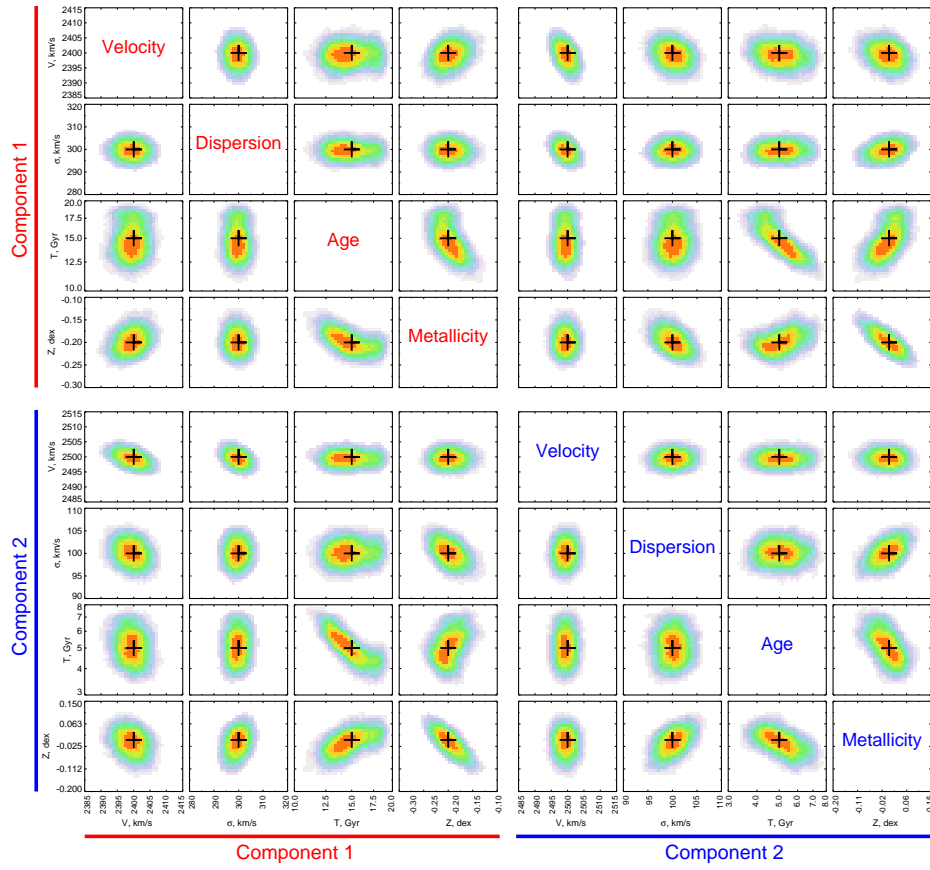 Component 1
V, km/s
2415
2410
2405
2400
2395
2390
2385
Velocity
σ, km/s
320
310
300
290
280
Dispersion
T, Gyr
20.0
17.5
15.0
12.5
10.0
Age
Z, dex
-0.10
-0.15
-0.20
-0.25
-0.30
Metallicity
Component 2
V, km/s
2515
2510
2505
2500
2495
2490
2485
Velocity
σ, km/s
110
105
100
95
90
Dispersion
T, Gyr
8
7
6
5
4
3
Age
Z, dex
0.150
0.063
-0.025
-0.112
-0.200
Metallicity
2385 2390 2395 2400 2405 2410 2415
280 290 300 310 320
10.0 12.5 15.0 17.5 20.0
-0.30 -0.25 -0.20 -0.15 -0.10
2485 2490 2495 2500 2505 2510 2515
90 95 100 105 110
3.0 4.0 5.0 6.0 7.0 8.0
-0.20 -0.11 -0.02 0.06 0.15
V, km/s σ, km/s T, Gyr Z, dex V, km/s σ, km/s T, Gyr Z, dex
Component 1 Component 2